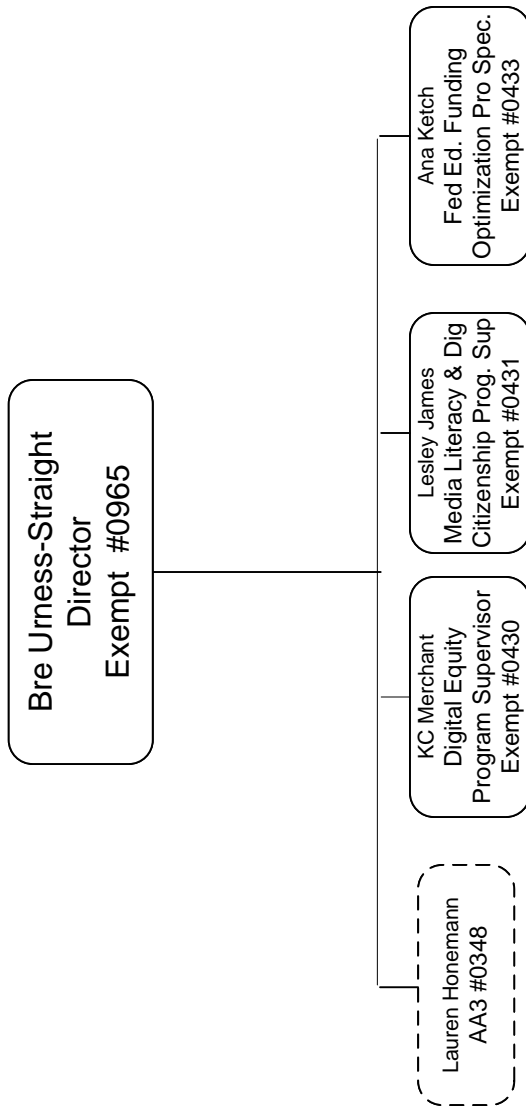 Bre Urness-Straight
Director
Exempt #0965
Lauren Honemann
AA3 #0348
KC Merchant
Digital Equity
Program Supervisor
Exempt #0430
Lesley James
Media Literacy & Dig
Citizenship Prog. Sup
Exempt #0431
Ana Ketch
Fed Ed. Funding
Optimization Pro Spec.
Exempt #0433